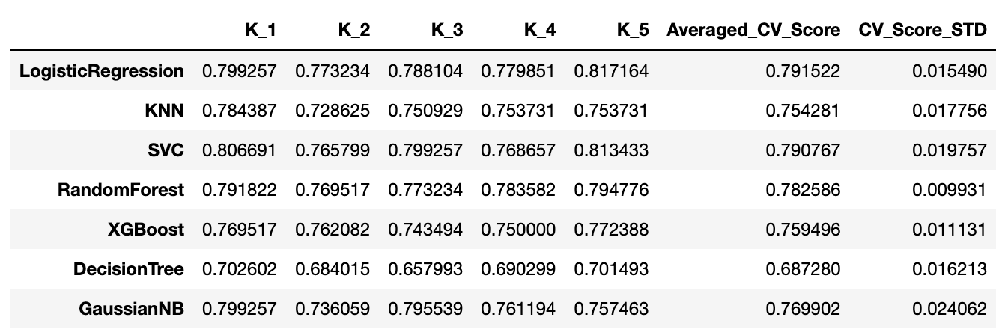 K_1 K_2 K_3 K_4 K_5 Averaged_CV_Score CV_Score_STD
LogisticRegression 0.799257 0.773234 0.788104 0.779851 0.817164 0.791522 0.015490
KNN 0.784387 0.728625 0.750929 0.753731 0.753731 0.754281 0.017756
SVC 0.806691 0.765799 0.799257 0.768657 0.813433 0.790767 0.019757
RandomForest 0.791822 0.769517 0.773234 0.783582 0.794776 0.782586 0.009931
XGBoost 0.769517 0.762082 0.743494 0.750000 0.772388 0.759496 0.011131
DecisionTree 0.702602 0.684015 0.657993 0.690299 0.701493 0.687280 0.016213
GaussianNB 0.799257 0.736059 0.795539 0.761194 0.757463 0.769902 0.024062